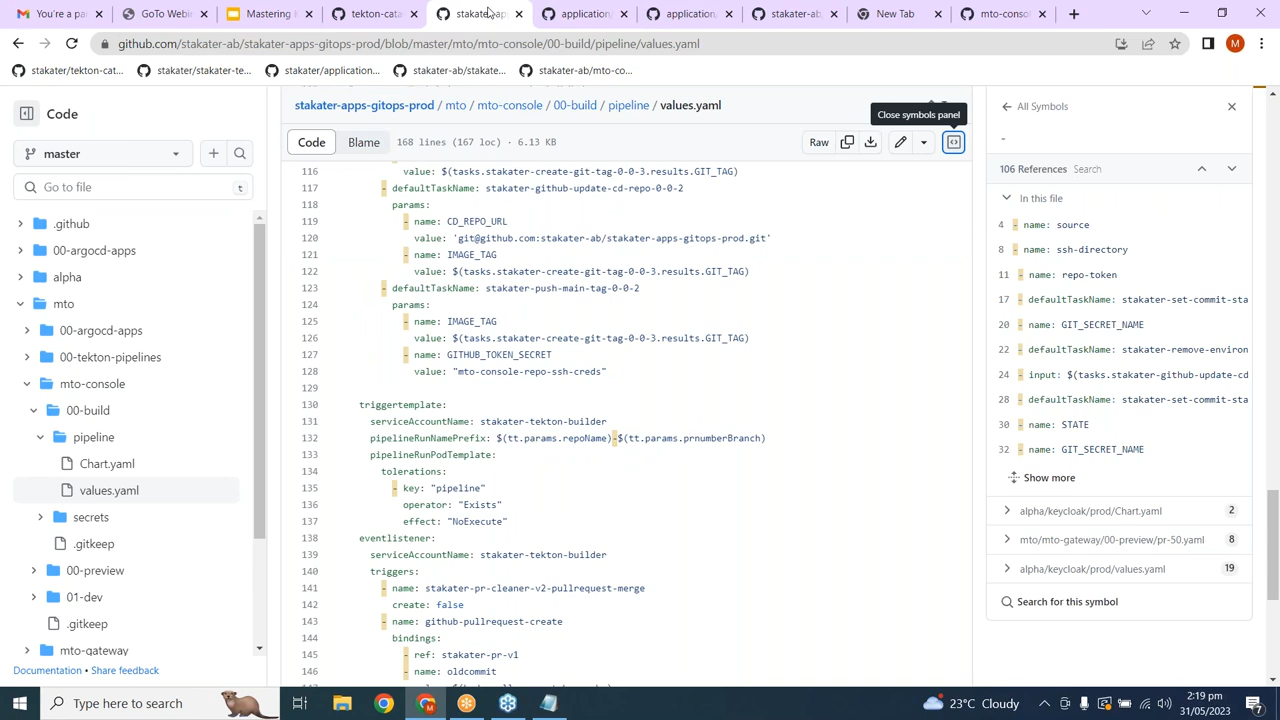 You're pa
GoTo Webin
Mastering k
tekton-cata
stakater-app
application/
application
stakater-ab/
New Tab
mto-consol
github.com/stakater-ab/stakater-apps-gitops-prod/blob/master/mto/mto-console/00-build/pipeline/values.yaml
M
stakater/tekton-cat...
stakater/stakater-te...
stakater/application...
stakater-ab/stakate...
stakater-ab/mto-co...
Code
master
Go to file
t
.github
00-argocd-apps
alpha
mto
00-argocd-apps
00-tekton-pipelines
mto-console
00-build
pipeline
Chart.yaml
values.yaml
secrets
.gitkeep
00-preview
01-dev
.gitkeep
mto-gateway
Documentation • Share feedback
stakater-apps-gitops-prod / mto / mto-console / 00-build / pipeline / values.yaml
Close symbols panel
Code
Blame
168 lines (167 loc) · 6.13 KB
Raw
116 value: $(tasks.stakater-create-git-tag-0-0-3.results.GIT_TAG)
117 - defaultTaskName: stakater-github-update-cd-repo-0-0-2
118 params:
119 - name: CD_REPO_URL
120 value: 'git@github.com:stakater-ab/stakater-apps-gitops-prod.git'
121 - name: IMAGE_TAG
122 value: $(tasks.stakater-create-git-tag-0-0-3.results.GIT_TAG)
123 - defaultTaskName: stakater-push-main-tag-0-0-2
124 params:
125 - name: IMAGE_TAG
126 value: $(tasks.stakater-create-git-tag-0-0-3.results.GIT_TAG)
127 - name: GITHUB_TOKEN_SECRET
128 value: "mto-console-repo-ssh-creds"
129
130 triggertemplate:
131 serviceAccountName: stakater-tekton-builder
132 pipelineRunNamePrefix: $(tt.params.repoName)-$(tt.params.prnumberBranch)
133 pipelineRunPodTemplate:
134 tolerations:
135 - key: "pipeline"
136 operator: "Exists"
137 effect: "NoExecute"
138 eventlistener:
139 serviceAccountName: stakater-tekton-builder
140 triggers:
141 - name: stakater-pr-cleaner-v2-pullrequest-merge
142 create: false
143 - name: github-pullrequest-create
144 bindings:
145 - ref: stakater-pr-v1
146 - name: oldcommit
All Symbols
-
106 References Search
In this file
4 - name: source
8 - name: ssh-directory
11 - name: repo-token
17 - defaultTaskName: stakater-set-commit-sta
20 - name: GIT_SECRET_NAME
22 - defaultTaskName: stakater-remove-environ
24 - input: $(tasks.stakater-github-update-cd
28 - defaultTaskName: stakater-set-commit-sta
30 - name: STATE
32 - name: GIT_SECRET_NAME
Show more
alpha/keycloak/prod/Chart.yaml 2
mto/mto-gateway/00-preview/pr-50.yaml 8
alpha/keycloak/prod/values.yaml 19
Search for this symbol
Type here to search
23°C Cloudy
2:19 pm
31/05/2023
7